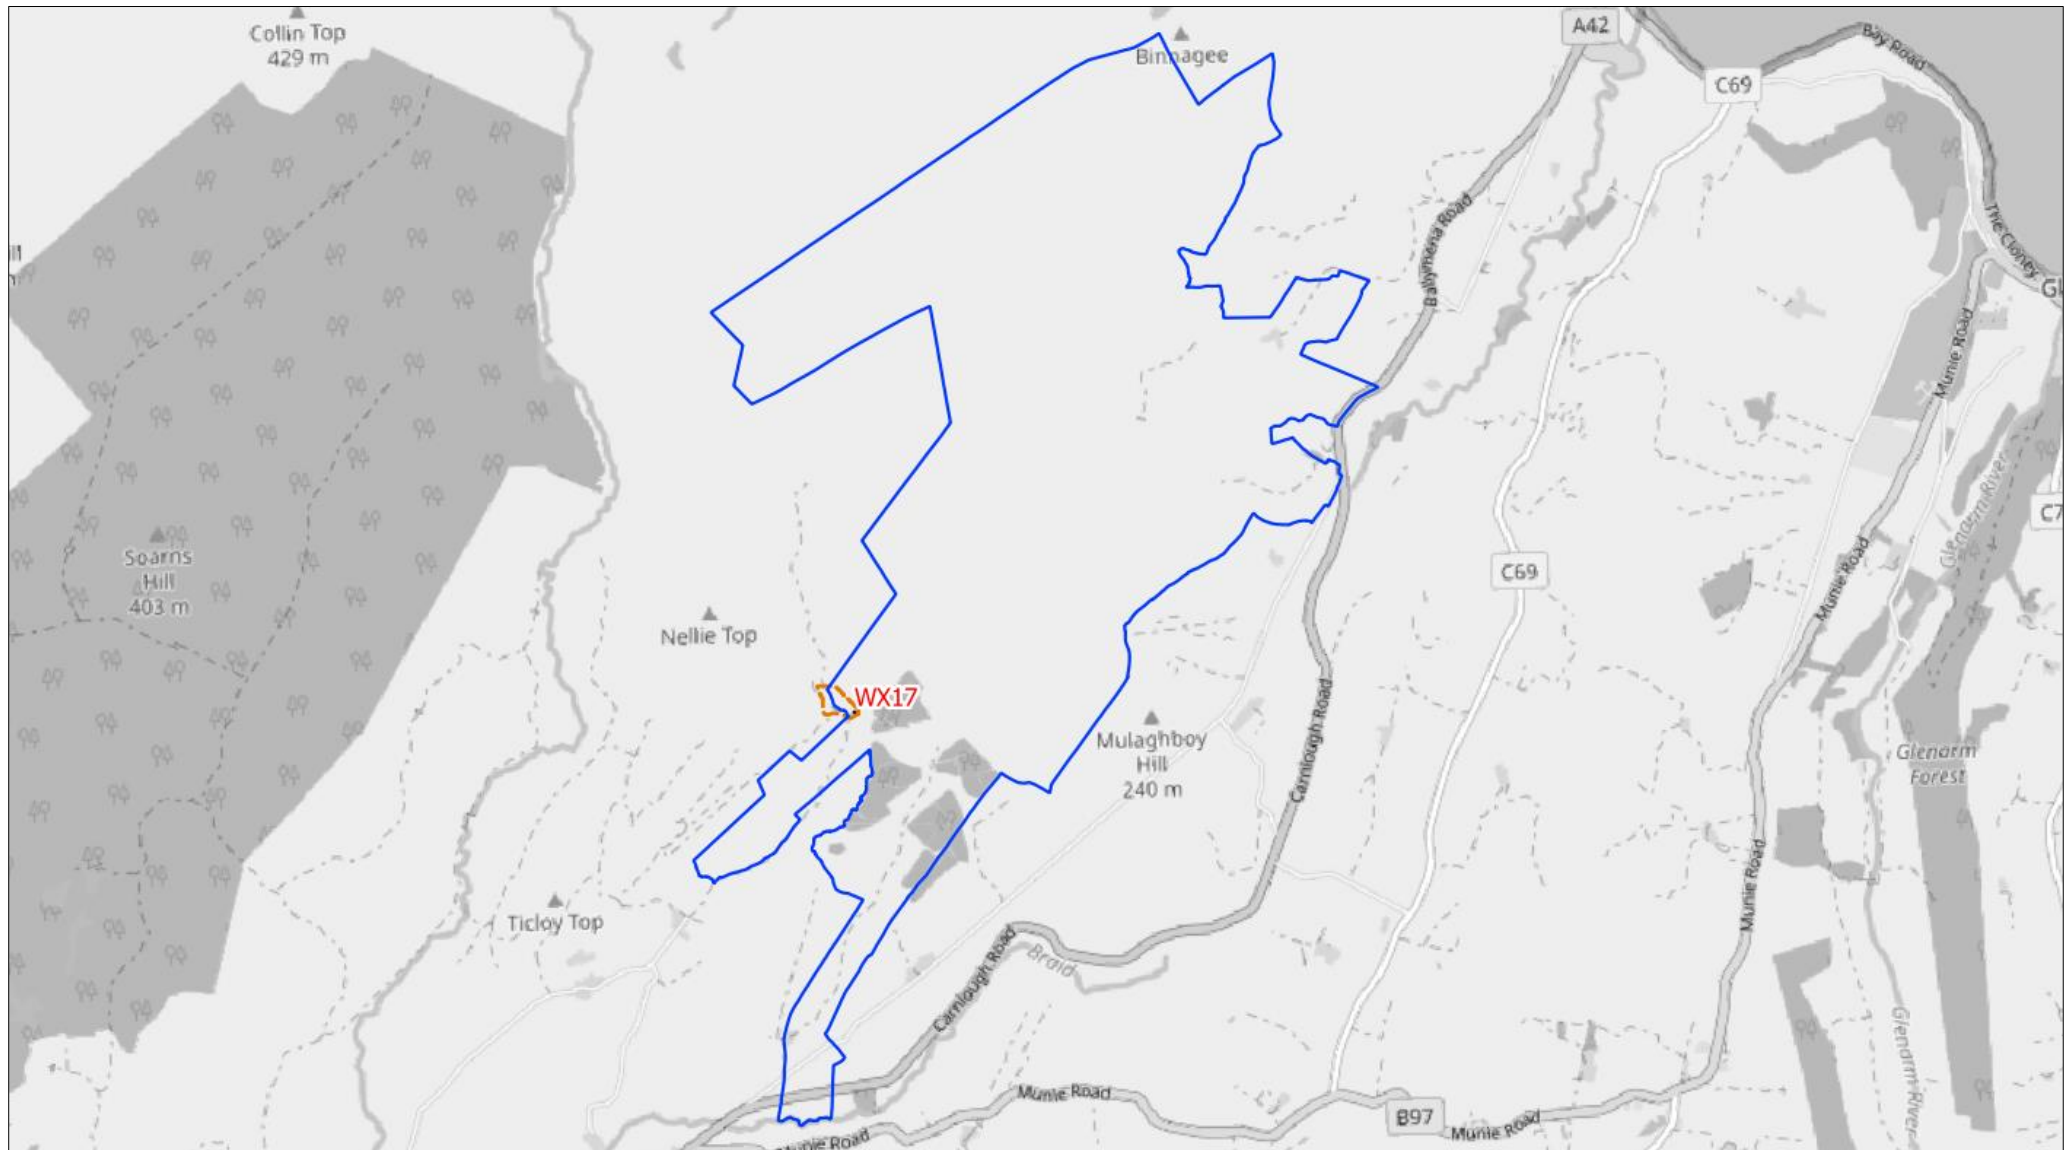 Collin Top
429 m
Binnagee
A42
Bay Road
C69
The Cloney
Ballymena Road
Munie Road
Glenarm River
Soarns
Hill
403 m
C69
Munie Road
Nellie Top
WX17
Mulaghboy
Hill
240 m
Carnlough Road
Glenarm
Forest
Munie Road
Ticloy Top
Carnlough Road
Braid
Glenarm River
Munie Road
B97
Munie Road
Munie Road